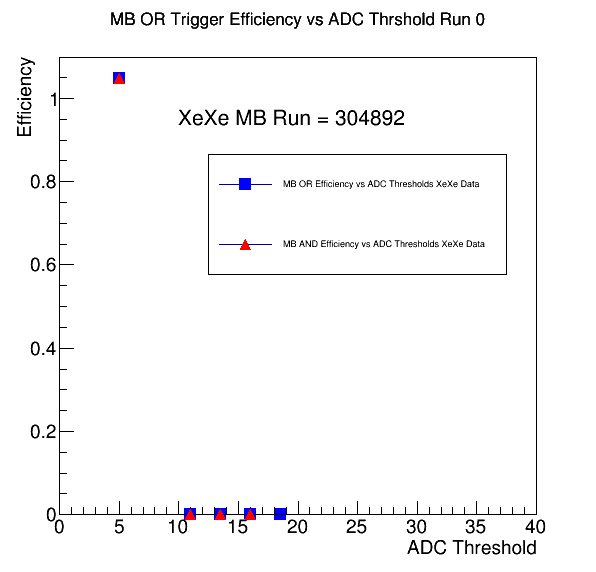 MB OR Trigger Efficiency vs ADC Thrshold Run 0
Efficiency
1
0.8
0.6
0.4
0.2
0
XeXe MB Run = 304892
MB OR Efficiency vs ADC Thresholds XeXe Data
MB AND Efficiency vs ADC Thresholds XeXe Data
0 5 10 15 20 25 30 35 40
ADC Threshold